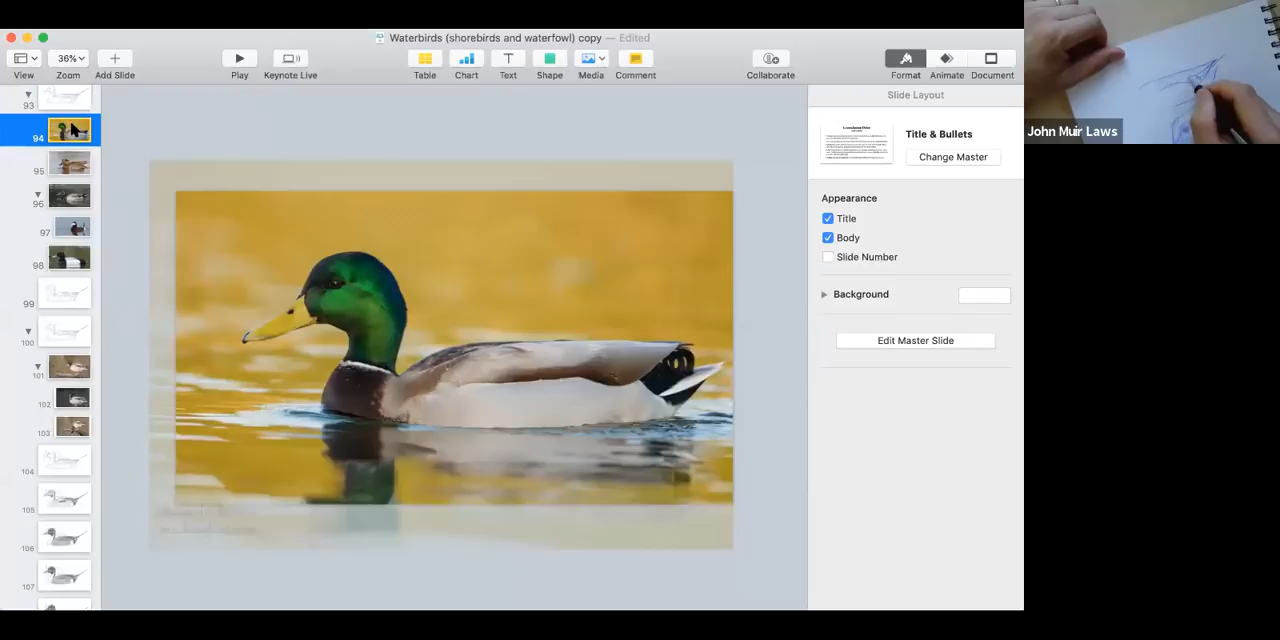 Waterbirds (shorebirds and waterfowl) copy — Edited
36%
View Zoom Add Slide Play Keynote Live Table Chart Text Shape Media Comment Collaborate Format Animate Document
Slide Layout
Title & Bullets
Change Master
Appearance
Title
Body
Slide Number
Background
Edit Master Slide
93
94
95
96
97
98
99
100
101
102
103
104
105
106
107
John Muir Laws